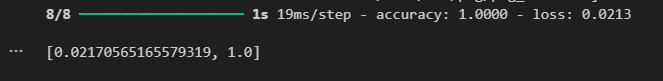 8/8 ━━━━━━━━━━━━━━━━━━━━ 1s 19ms/step - accuracy: 1.0000 - loss: 0.0213
... [0.02170565165579319, 1.0]